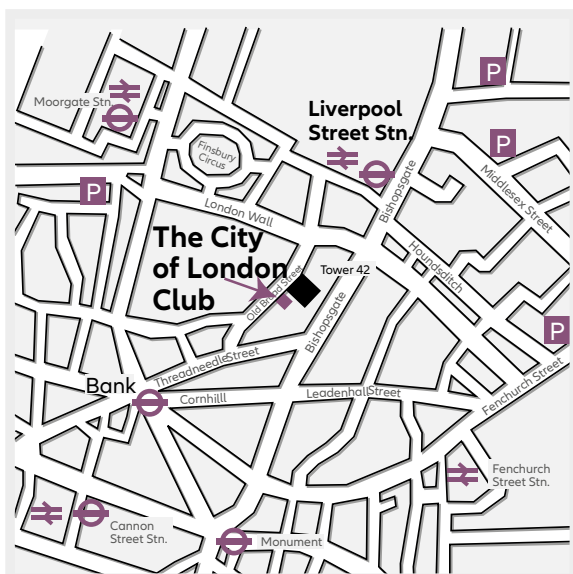 P
Moorgate Stn.
Liverpool
Street Stn.
P
Finsbury
Circus
Bishopsgate
Middlesex Street
P
London Wall
The City
of London
Club
Old Broad Street
Tower 42
Houndsditch
Bishopsgate
P
Threadneedle Street
Bank
Cornhilll
Leadenhall Street
Fenchurch Street
Fenchurch
Street Stn.
Cannon
Street Stn.
Monument